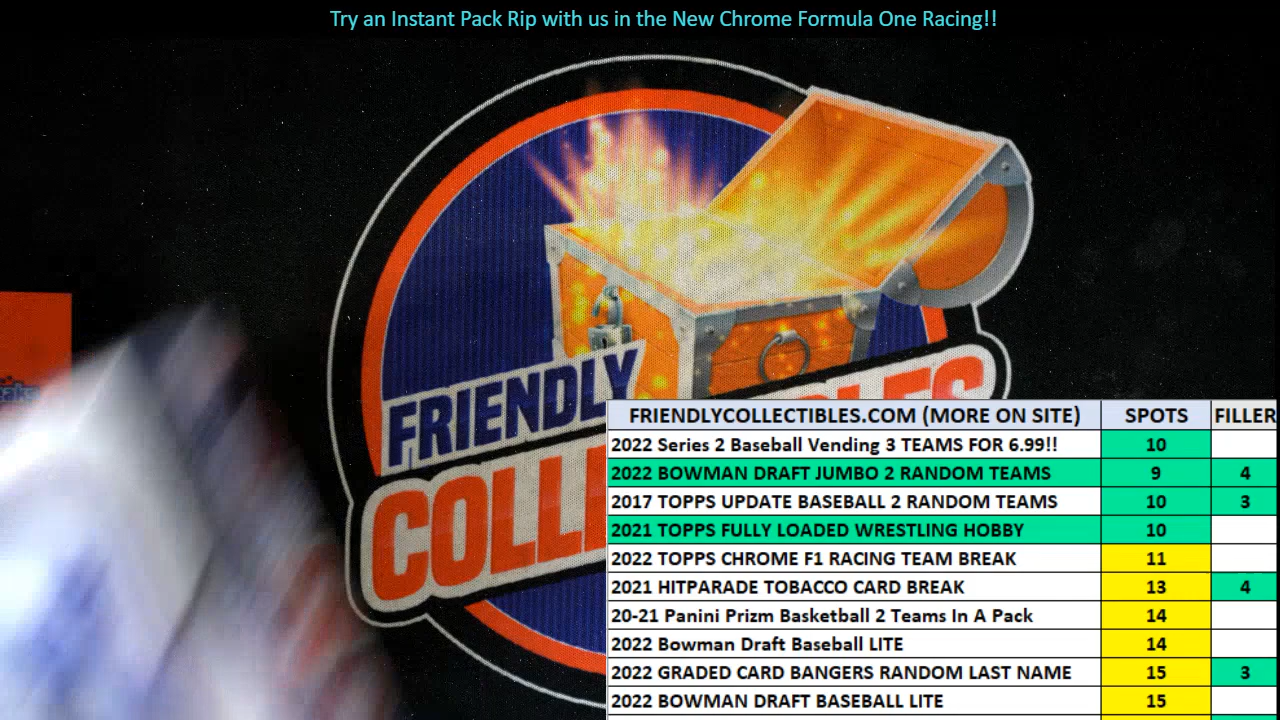 Try an Instant Pack Rip with us in the New Chrome Formula One Racing!!
FRIENDLY
COLL
ES
FRIENDLYCOLLECTIBLES.COM (MORE ON SITE) SPOTS FILLER
2022 Series 2 Baseball Vending 3 TEAMS FOR 6.99!! 10
2022 BOWMAN DRAFT JUMBO 2 RANDOM TEAMS 9 4
2017 TOPPS UPDATE BASEBALL 2 RANDOM TEAMS 10 3
2021 TOPPS FULLY LOADED WRESTLING HOBBY 10
2022 TOPPS CHROME F1 RACING TEAM BREAK 11
2021 HITPARADE TOBACCO CARD BREAK 13 4
20-21 Panini Prizm Basketball 2 Teams In A Pack 14
2022 Bowman Draft Baseball LITE 14
2022 GRADED CARD BANGERS RANDOM LAST NAME 15 3
2022 BOWMAN DRAFT BASEBALL LITE 15